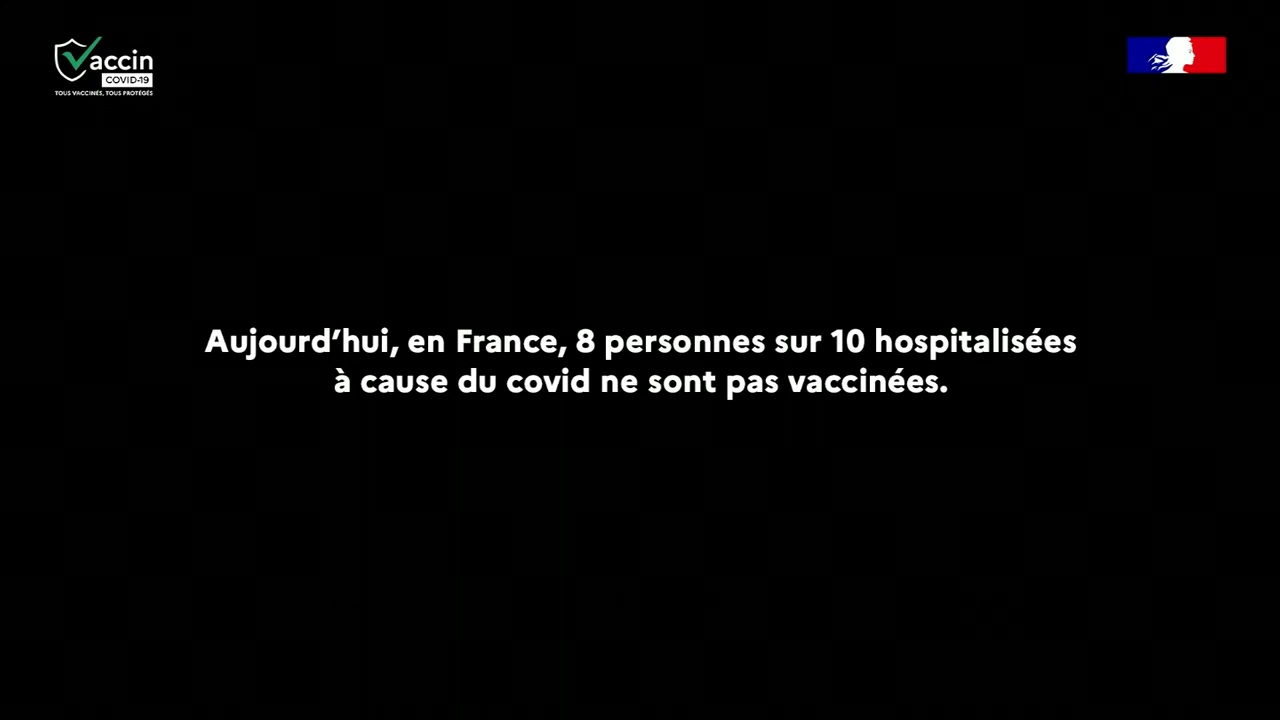 Vaccin
COVID-19
TOUS VACCINÉS, TOUS PROTÉGÉS
Aujourd’hui, en France, 8 personnes sur 10 hospitalisées
à cause du covid ne sont pas vaccinées.